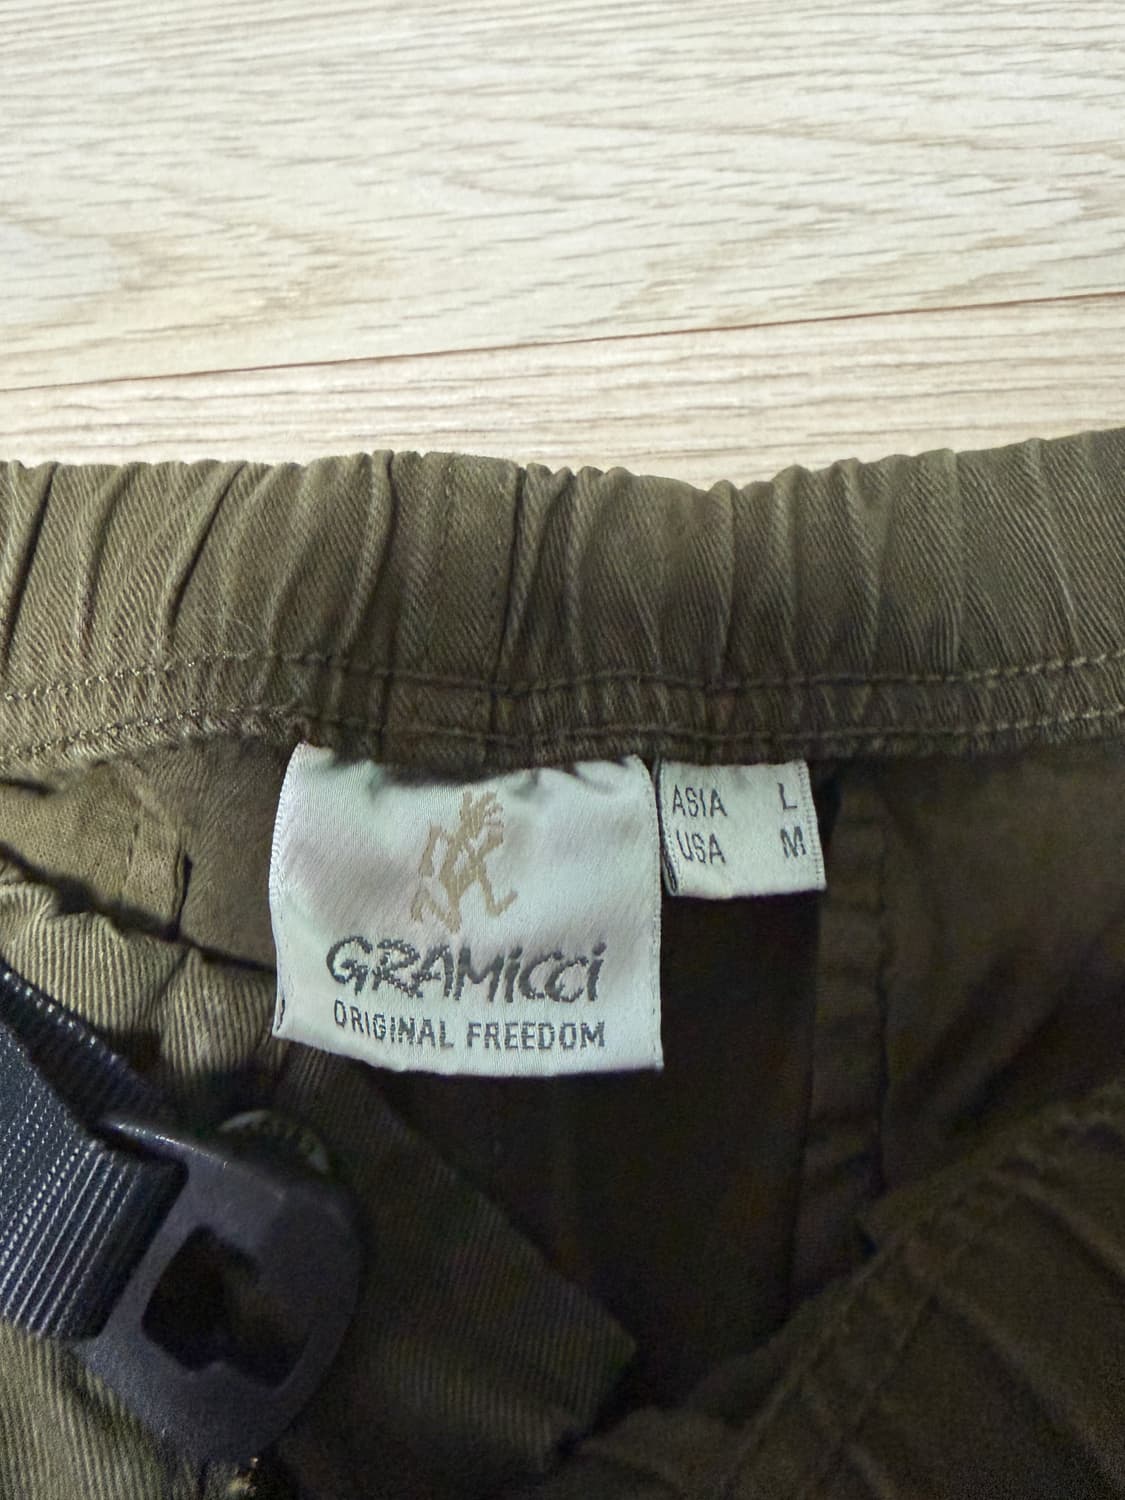 GRAMiCCi
ORIGINAL FREEDOM
ASIA L
USA M